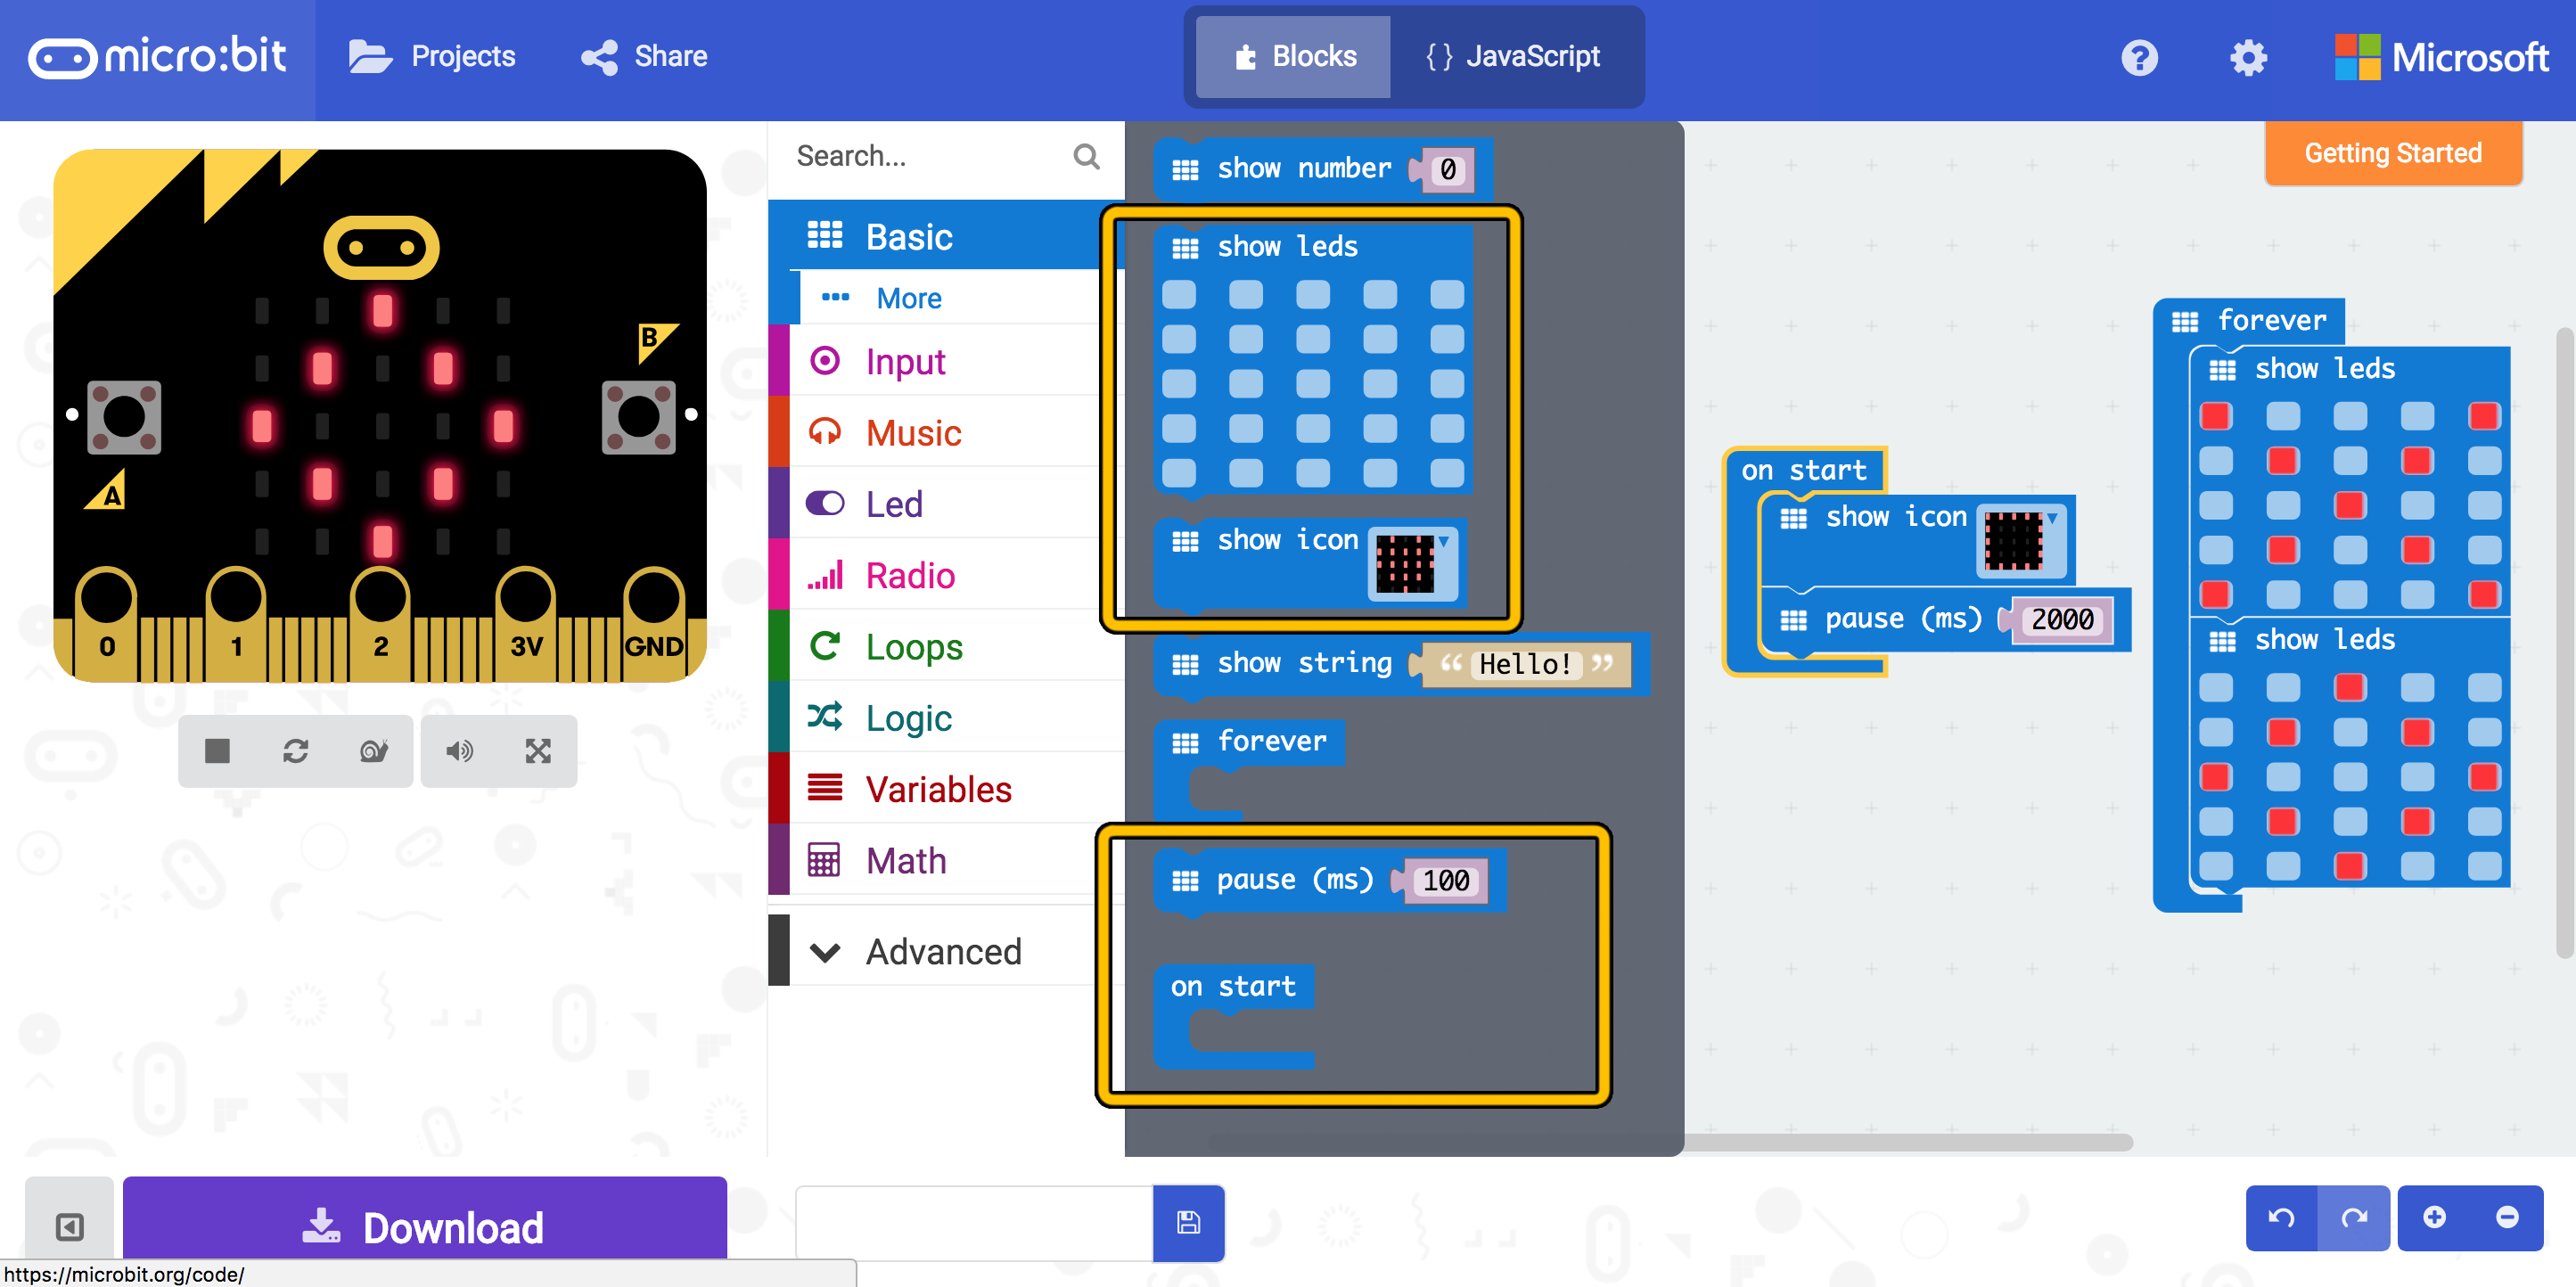 micro:bit
Projects
Share
Blocks
{ } JavaScript
Microsoft
Getting Started
B
A
0 1 2 3V GND
Search...
Basic
More
Input
Music
Led
Radio
Loops
Logic
Variables
Math
Advanced
show number 0
show leds
show icon
show string “ Hello! ”
forever
pause (ms) 100
on start
on start
show icon
pause (ms) 2000
forever
show leds
show leds
Download
https://microbit.org/code/